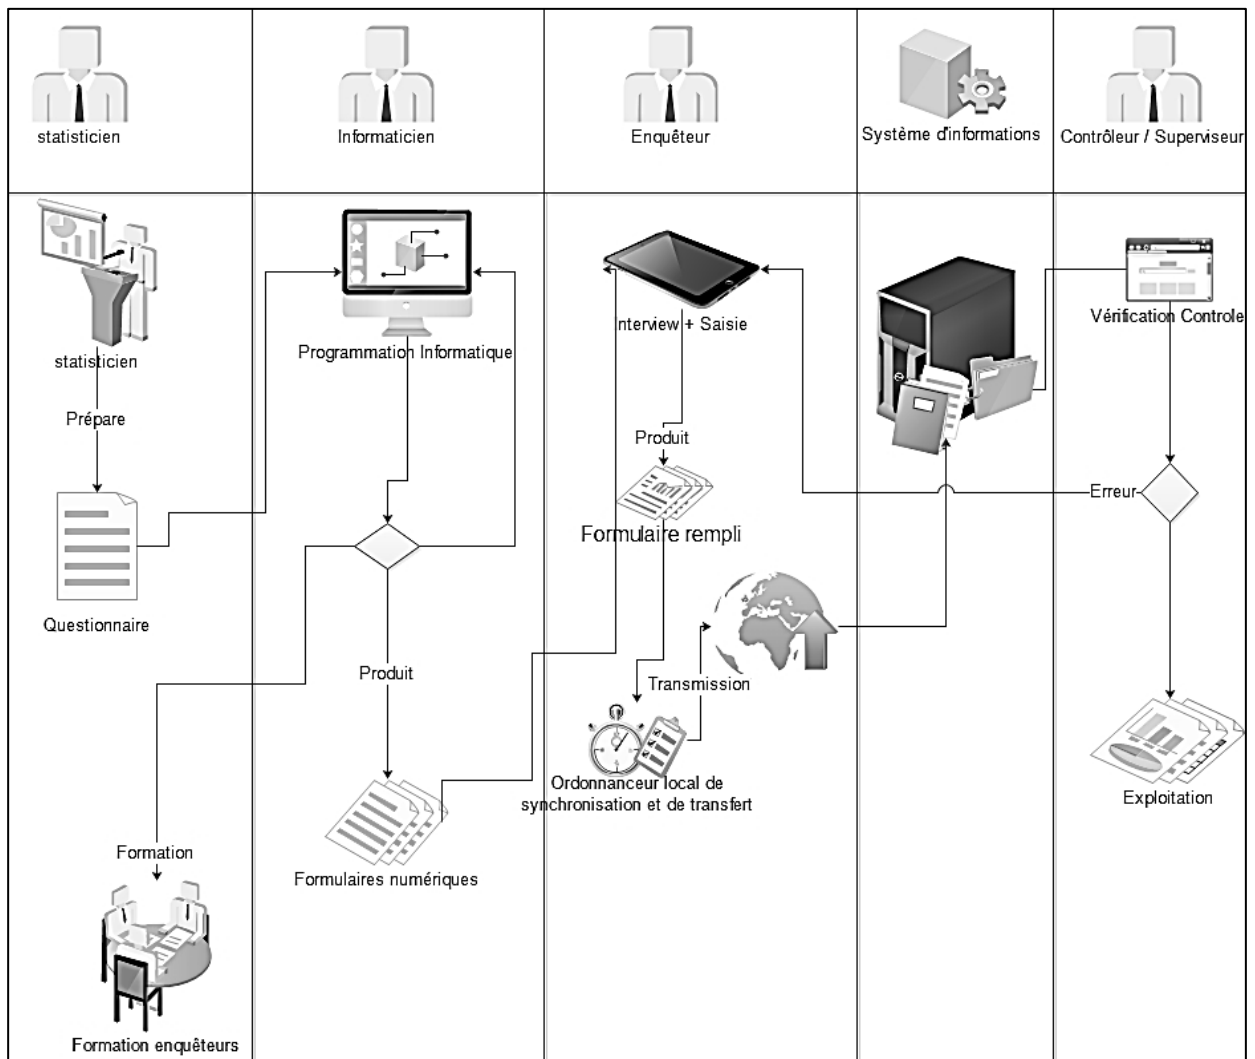 statisticien
Informaticien
Enquêteur
Système d'informations
Contrôleur / Superviseur
statisticien
Prépare
Questionnaire
Formation
Formation enquêteurs
Programmation Informatique
Produit
Formulaires numériques
Interview + Saisie
Produit
Formulaire rempli
Transmission
Ordonnanceur local de
synchronisation et de transfert
Vérification Controle
Erreur
Exploitation